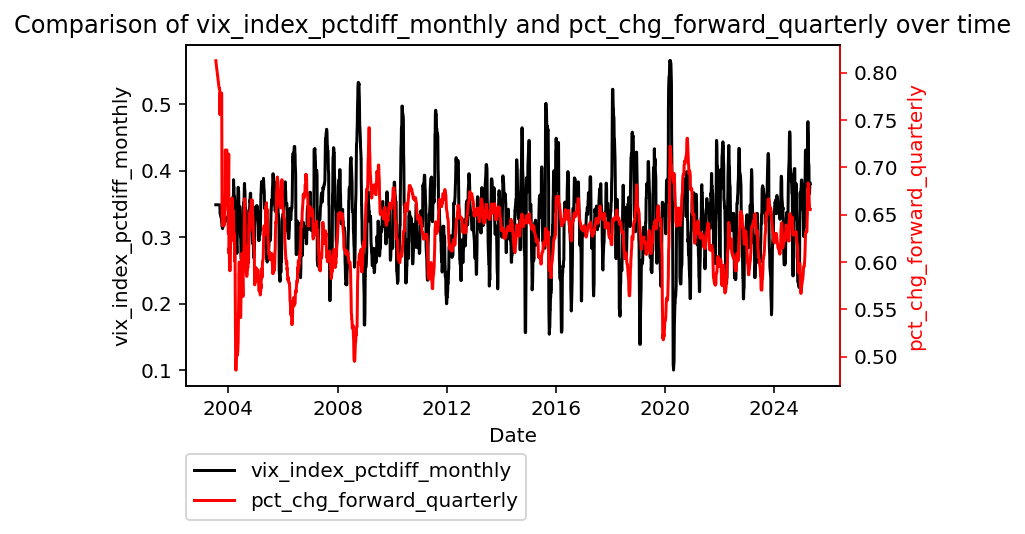 Comparison of vix_index_pctdiff_monthly and pct_chg_forward_quarterly over time
vix_index_pctdiff_monthly
0.5
0.4
0.3
0.2
0.1
0.80
0.75
0.70
0.65
0.60
0.55
0.50
pct_chg_forward_quarterly
2004 2008 2012 2016 2020 2024
Date
vix_index_pctdiff_monthly
pct_chg_forward_quarterly